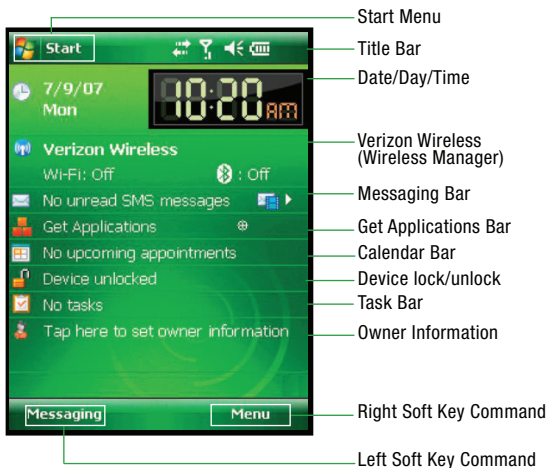 Start Menu
Start
Title Bar
Date/Day/Time
7/9/07
Mon
10:20 AM
Verizon Wireless
Verizon Wireless
(Wireless Manager)
Wi-Fi: Off
: Off
No unread SMS messages
Messaging Bar
Get Applications
Get Applications Bar
No upcoming appointments
Calendar Bar
Device unlocked
Device lock/unlock
No tasks
Task Bar
Tap here to set owner information
Owner Information
Messaging
Menu
Right Soft Key Command
Left Soft Key Command